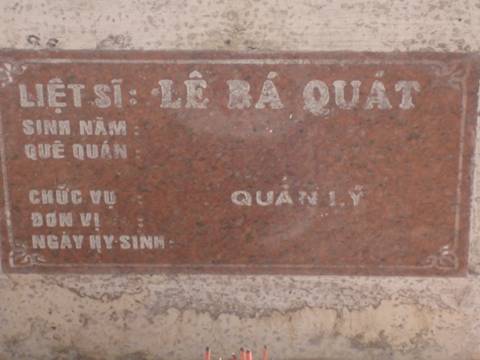 LIỆT SĨ: LÊ BÁ QUÁT
SINH NĂM :
QUÊ QUÁN :
CHỨC VỤ : QUẢN LÝ
ĐƠN VỊ :
NGÀY HY SINH :